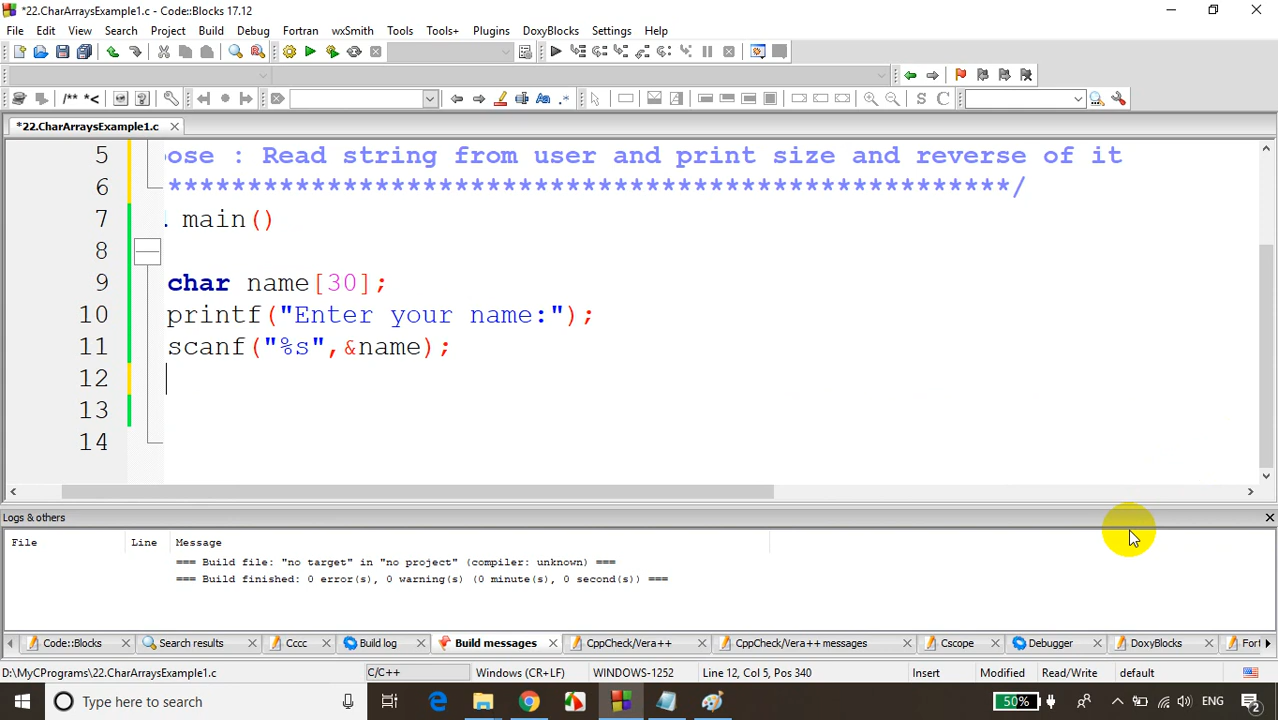 *22.CharArraysExample1.c - Code::Blocks 17.12
File Edit View Search Project Build Debug Fortran wxSmith Tools Tools+ Plugins DoxyBlocks Settings Help
/** *<
S C
*22.CharArraysExample1.c
5 ose : Read string from user and print size and reverse of it
6 *****************************************************/
7 main()
8
9 char name[30];
10 printf("Enter your name:");
11 scanf("%s",&name);
12
13
14
Logs & others
File Line Message
=== Build file: "no target" in "no project" (compiler: unknown) ===
=== Build finished: 0 error(s), 0 warning(s) (0 minute(s), 0 second(s)) ===
Code::Blocks Search results Cccc Build log Build messages CppCheck/Vera++ CppCheck/Vera++ messages Cscope Debugger DoxyBlocks Fort
D:\MyCPrograms\22.CharArraysExample1.c C/C++ Windows (CR+LF) WINDOWS-1252 Line 12, Col 5, Pos 340 Insert Modified Read/Write default
Type here to search 50% ENG 2